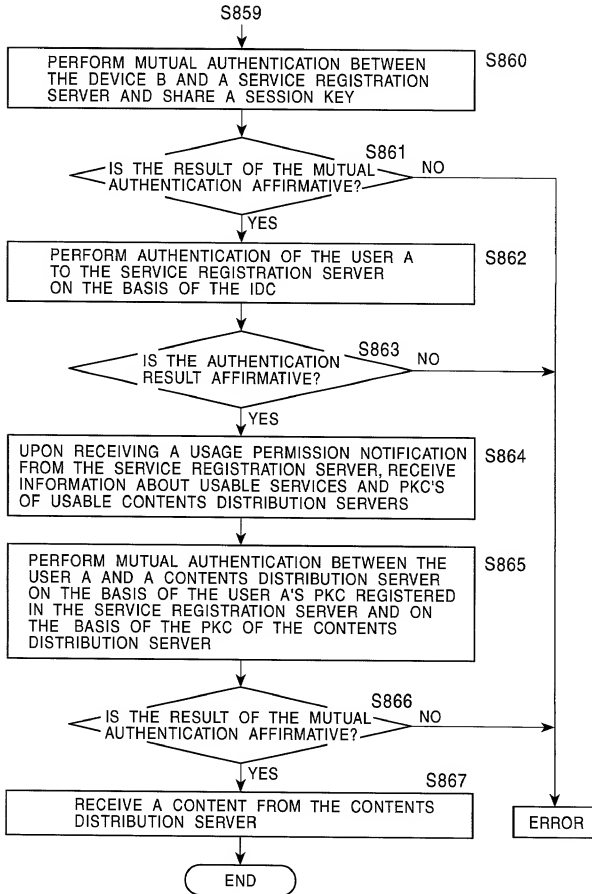 S859
PERFORM MUTUAL AUTHENTICATION BETWEEN
THE DEVICE B AND A SERVICE REGISTRATION
SERVER AND SHARE A SESSION KEY
S860
S861
IS THE RESULT OF THE MUTUAL
AUTHENTICATION AFFIRMATIVE?
NO
YES
PERFORM AUTHENTICATION OF THE USER A
TO THE SERVICE REGISTRATION SERVER
ON THE BASIS OF THE IDC
S862
S863
IS THE AUTHENTICATION
RESULT AFFIRMATIVE?
NO
YES
UPON RECEIVING A USAGE PERMISSION NOTIFICATION
FROM THE SERVICE REGISTRATION SERVER, RECEIVE
INFORMATION ABOUT USABLE SERVICES AND PKC'S
OF USABLE CONTENTS DISTRIBUTION SERVERS
S864
PERFORM MUTUAL AUTHENTICATION BETWEEN THE
USER A AND A CONTENTS DISTRIBUTION SERVER
ON THE BASIS OF THE USER A'S PKC REGISTERED
IN THE SERVICE REGISTRATION SERVER AND ON
THE BASIS OF THE PKC OF THE CONTENTS
DISTRIBUTION SERVER
S865
S866
IS THE RESULT OF THE MUTUAL
AUTHENTICATION AFFIRMATIVE?
NO
YES
S867
RECEIVE A CONTENT FROM THE CONTENTS
DISTRIBUTION SERVER
ERROR
END